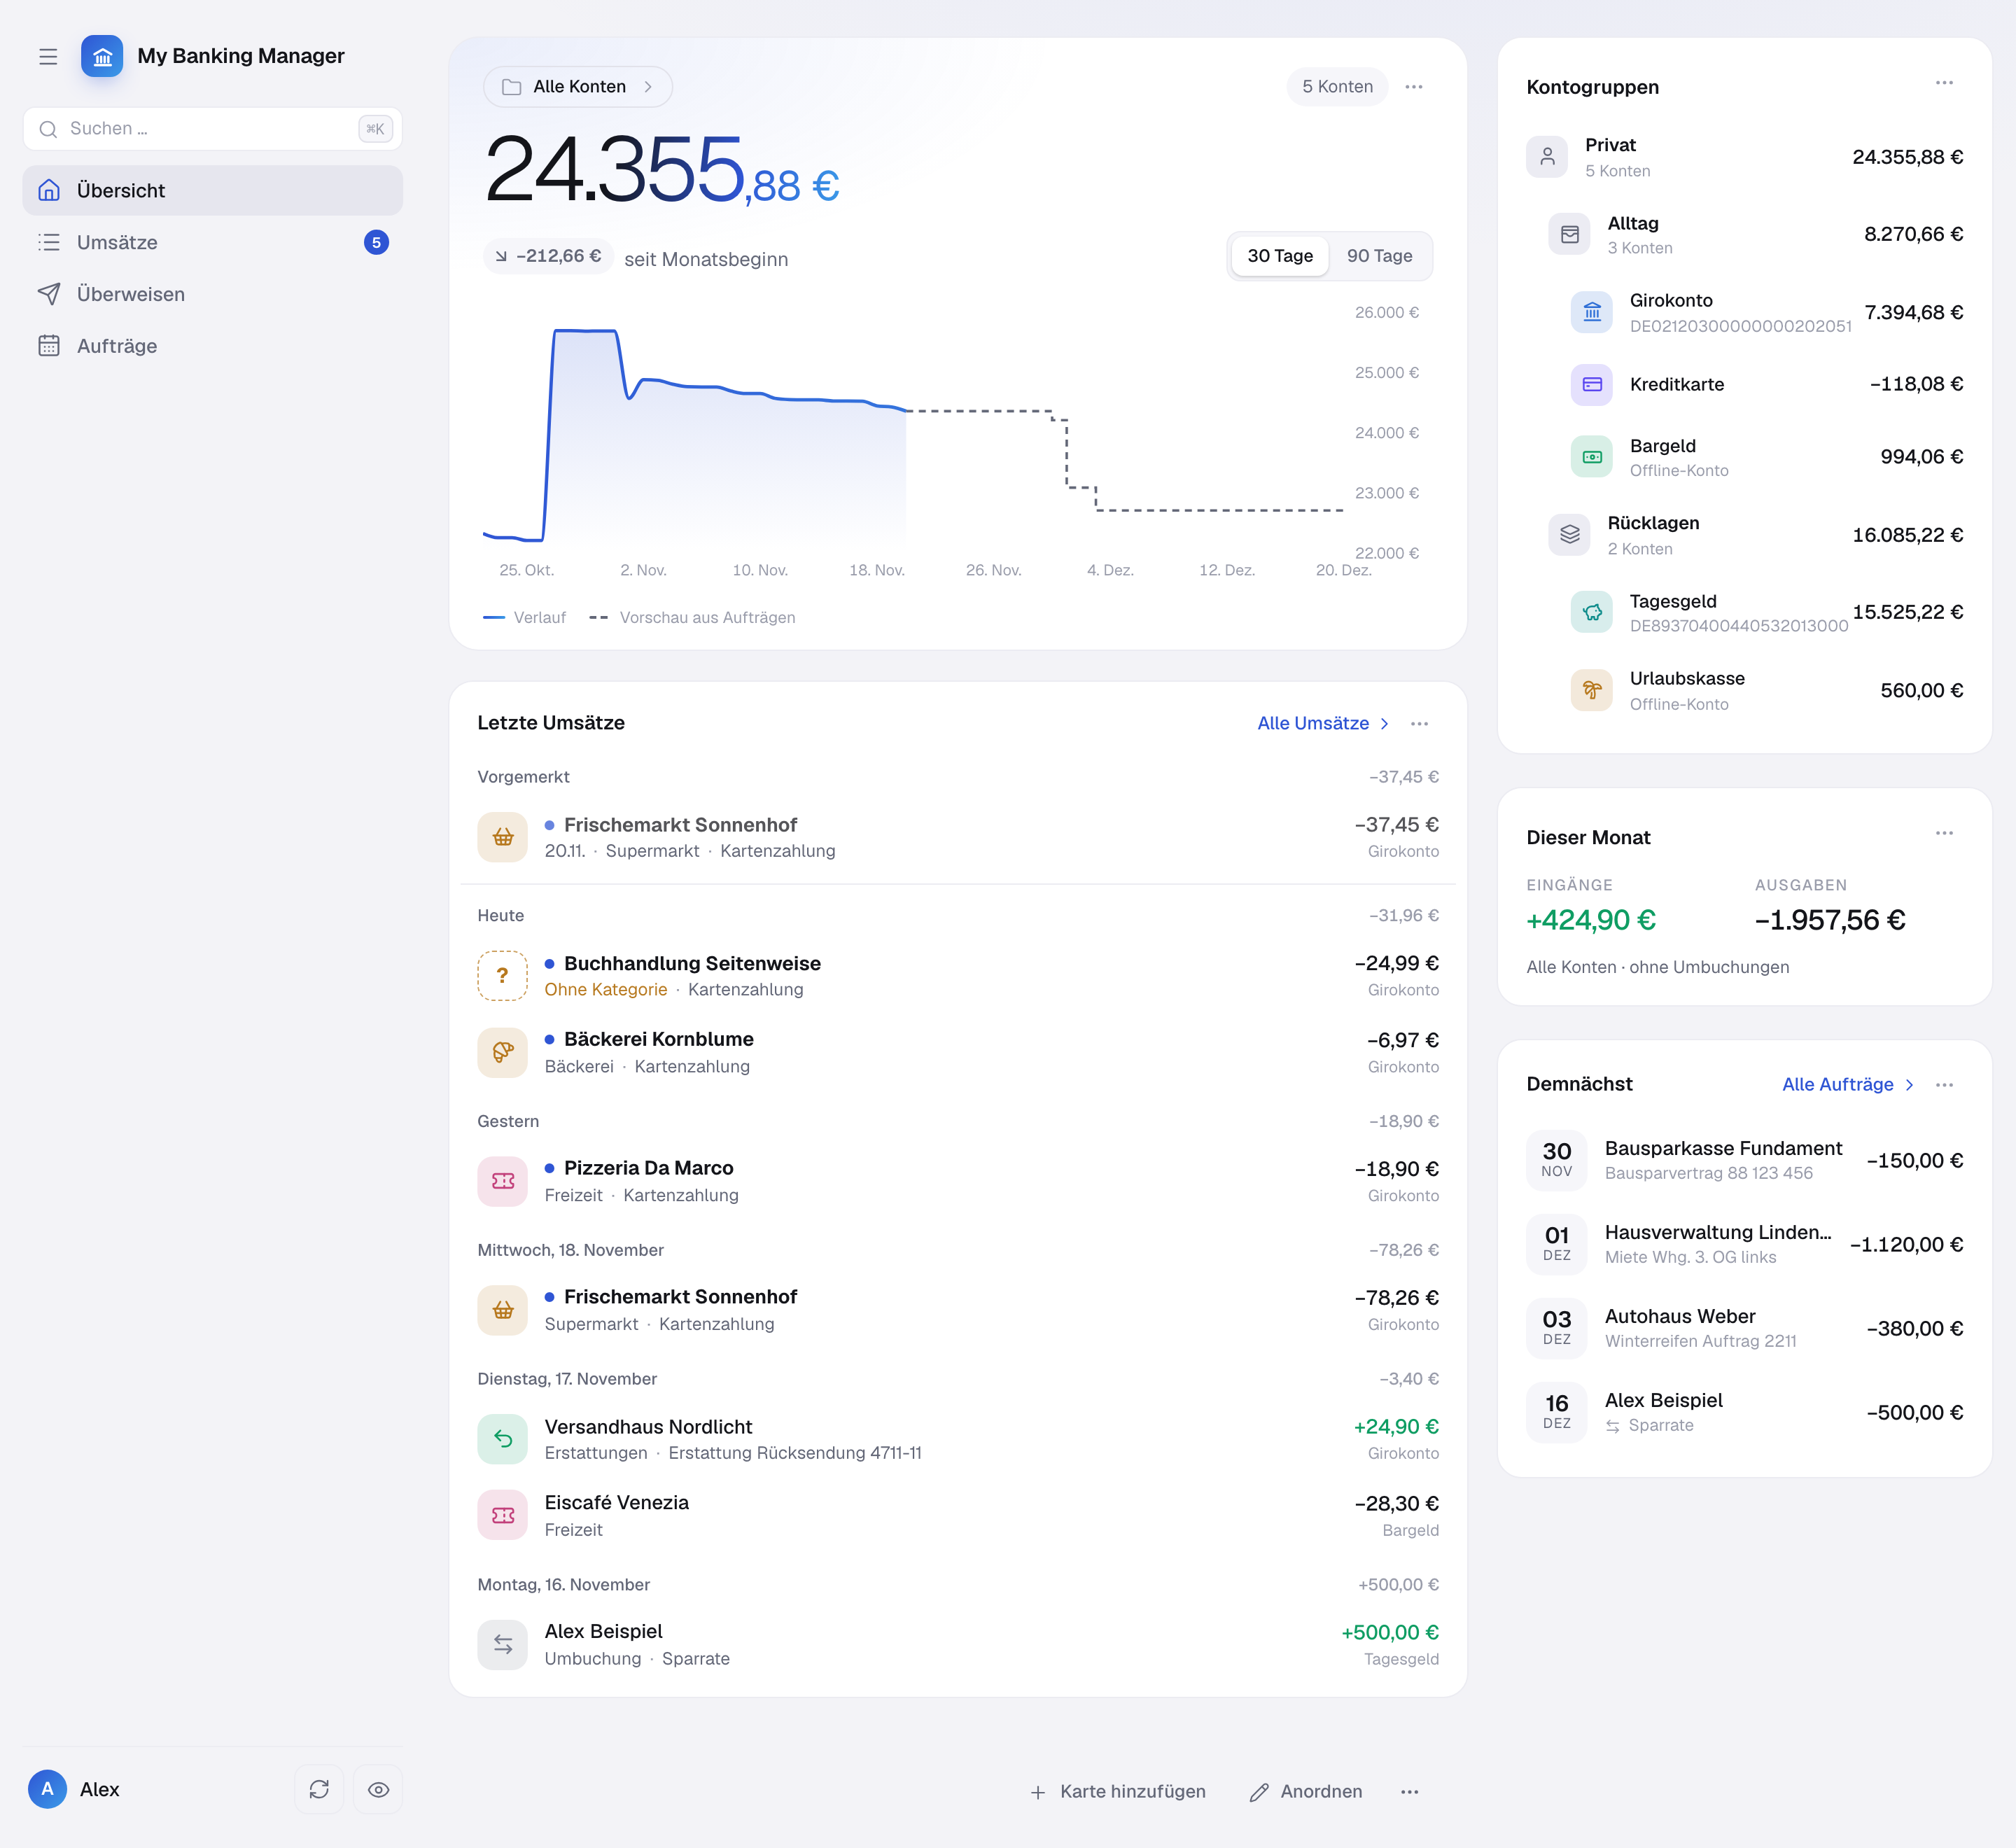 My Banking Manager
Suchen ...
⌘K
Übersicht
Umsätze
5
Überweisen
Aufträge
A
Alex
Alle Konten
5 Konten
24.355,88 €
−212,66 €
seit Monatsbeginn
30 Tage
90 Tage
26.000 €
25.000 €
24.000 €
23.000 €
22.000 €
25. Okt.
2. Nov.
10. Nov.
18. Nov.
26. Nov.
4. Dez.
12. Dez.
20. Dez.
Verlauf
Vorschau aus Aufträgen
Letzte Umsätze
Alle Umsätze
Vorgemerkt
−37,45 €
Frischemarkt Sonnenhof
−37,45 €
20.11. · Supermarkt · Kartenzahlung
Girokonto
Heute
−31,96 €
?
Buchhandlung Seitenweise
−24,99 €
Ohne Kategorie · Kartenzahlung
Girokonto
Bäckerei Kornblume
−6,97 €
Bäckerei · Kartenzahlung
Girokonto
Gestern
−18,90 €
Pizzeria Da Marco
−18,90 €
Freizeit · Kartenzahlung
Girokonto
Mittwoch, 18. November
−78,26 €
Frischemarkt Sonnenhof
−78,26 €
Supermarkt · Kartenzahlung
Girokonto
Dienstag, 17. November
−3,40 €
Versandhaus Nordlicht
+24,90 €
Erstattungen · Erstattung Rücksendung 4711-11
Girokonto
Eiscafé Venezia
−28,30 €
Freizeit
Bargeld
Montag, 16. November
+500,00 €
Alex Beispiel
+500,00 €
Umbuchung · Sparrate
Tagesgeld
Karte hinzufügen
Anordnen
Kontogruppen
Privat
5 Konten
24.355,88 €
Alltag
3 Konten
8.270,66 €
Girokonto
DE02120300000000202051
7.394,68 €
Kreditkarte
−118,08 €
Bargeld
Offline-Konto
994,06 €
Rücklagen
2 Konten
16.085,22 €
Tagesgeld
DE89370400440532013000
15.525,22 €
Urlaubskasse
Offline-Konto
560,00 €
Dieser Monat
EINGÄNGE
AUSGABEN
+424,90 €
−1.957,56 €
Alle Konten · ohne Umbuchungen
Demnächst
Alle Aufträge
30
NOV
Bausparkasse Fundament
Bausparvertrag 88 123 456
−150,00 €
01
DEZ
Hausverwaltung Linden...
Miete Whg. 3. OG links
−1.120,00 €
03
DEZ
Autohaus Weber
Winterreifen Auftrag 2211
−380,00 €
16
DEZ
Alex Beispiel
Sparrate
−500,00 €